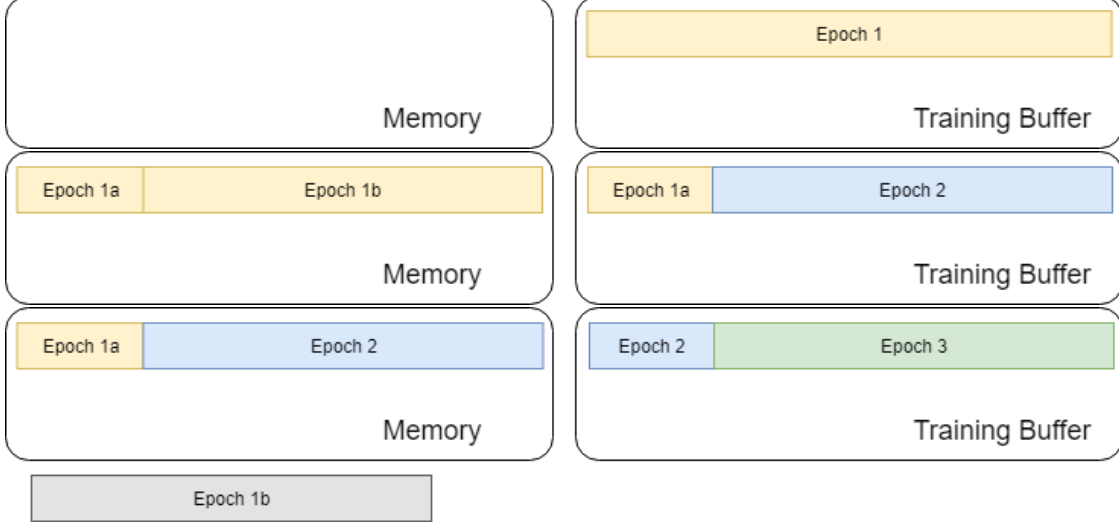 Epoch 1
Memory
Training Buffer
Epoch 1a
Epoch 1b
Epoch 1a
Epoch 2
Memory
Training Buffer
Epoch 1a
Epoch 2
Epoch 2
Epoch 3
Memory
Training Buffer
Epoch 1b